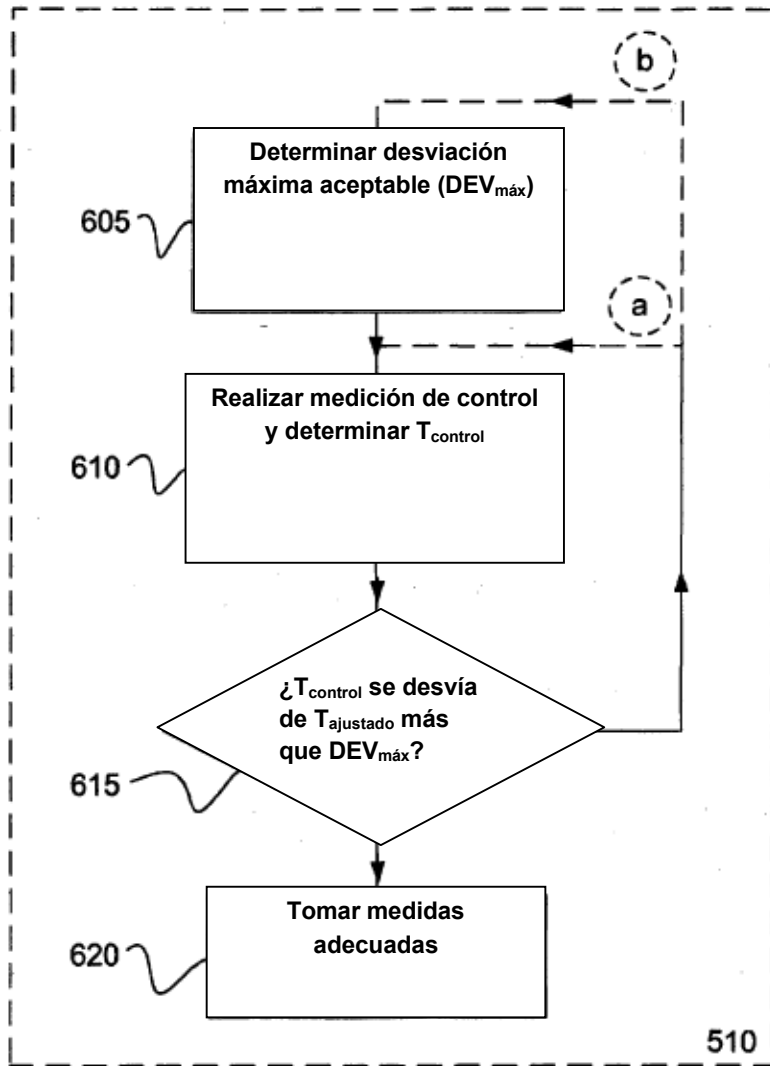 b
Determinar desviación
máxima aceptable (DEVmáx)
605
a
Realizar medición de control
y determinar Tcontrol
610
¿Tcontrol se desvía
de Tajustado más
que DEVmáx?
615
Tomar medidas
adecuadas
620
510